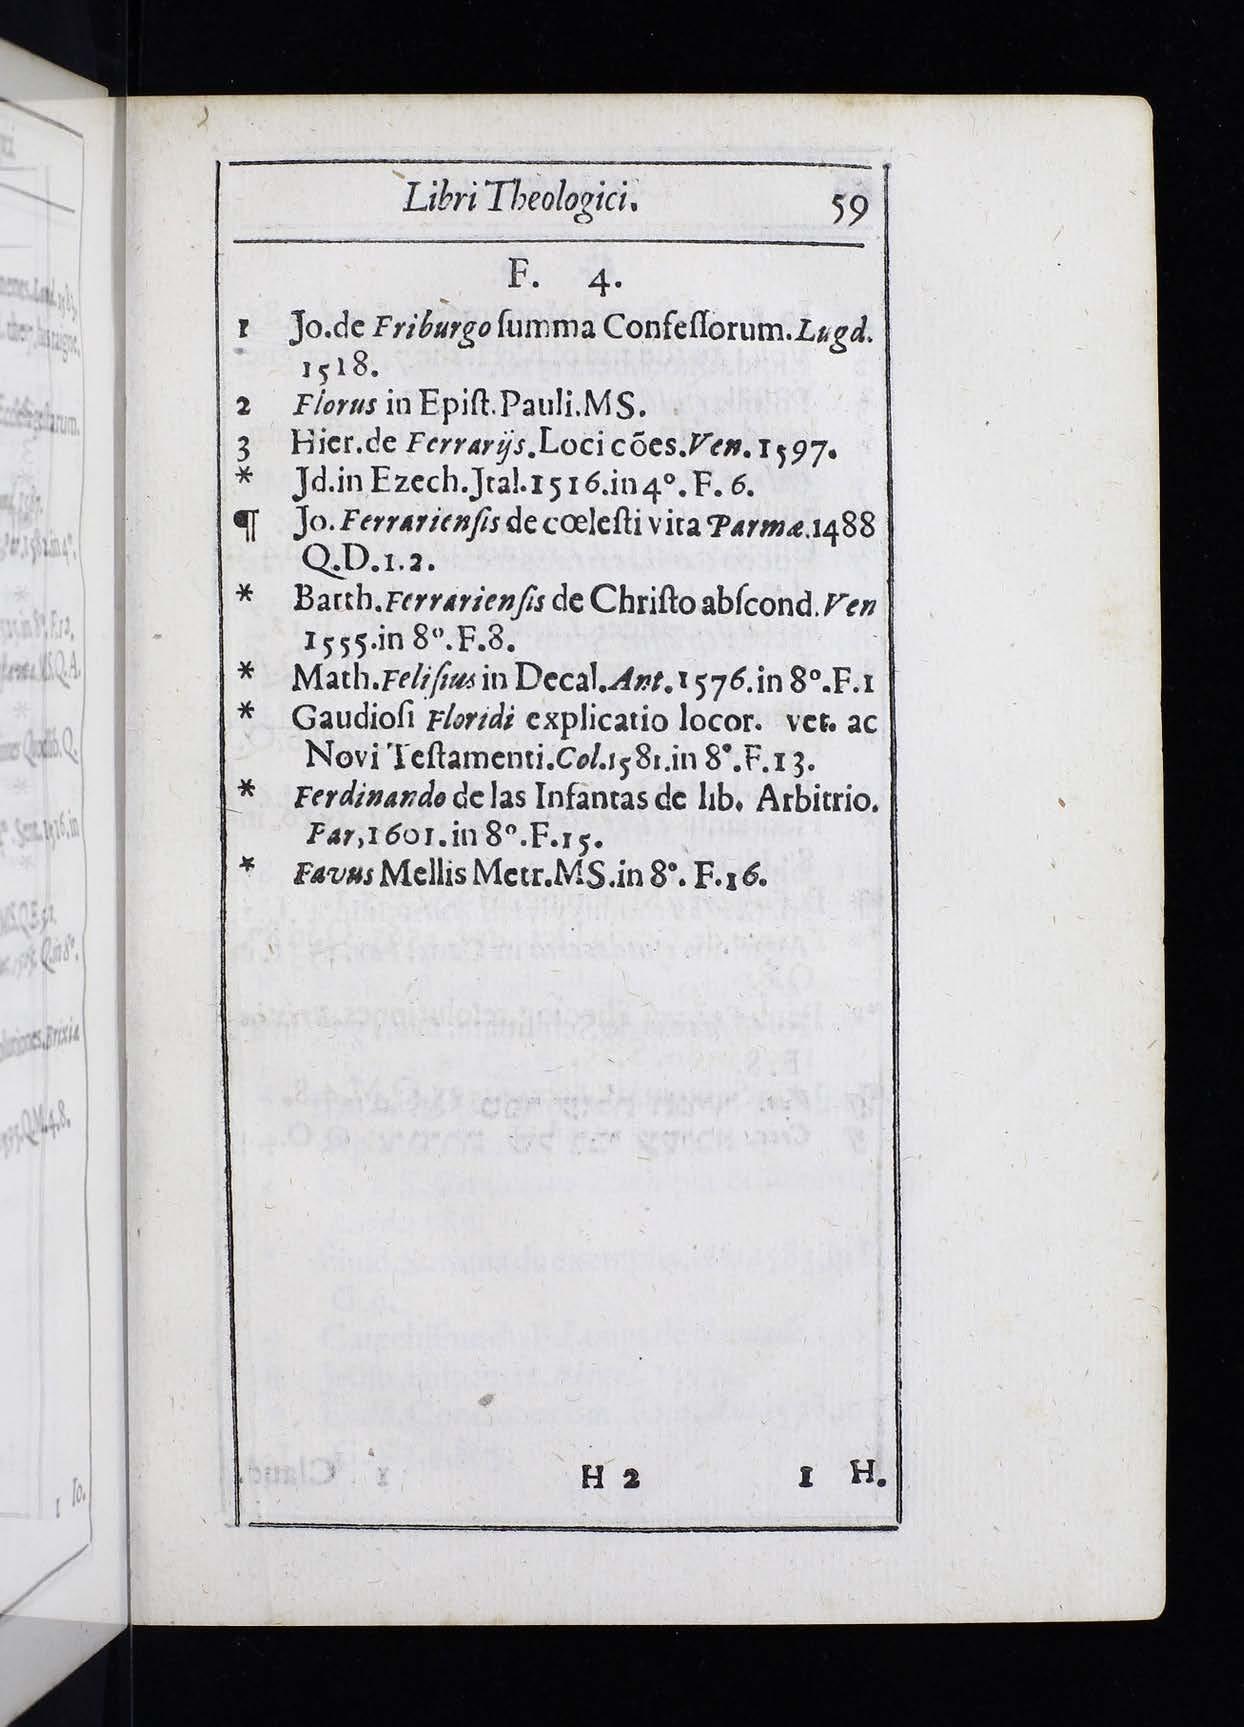 Libri Theologici. 59
F. 4.
1 Jo.de Friburgo ſumma Confeſſorum.Lugd.
1518.
2 Florus in Epiſt.Pauli.MS.
3 Hier.de Ferrarijs.Loci cões.Ven.1597.
* Jd.in Ezech.Jtal.1516.in 4°.F.6.
¶ Jo.Ferrarienſis de cœleſti vita Parmæ.1488
Q.D.1.2.
* Barth.Ferrarienſis de Chriſto abſcond.Ven
1555.in 8°.F.8.
* Math.Feliſius in Decal.Ant.1576.in 8°.F.1
* Gaudioſi Floridi explicatio locor. vet. ac
Novi Teſtamenti.Col.1581.in 8°.F.13.
* Ferdinando de las Infantas de lib. Arbitrio.
Par,1601.in 8°.F.15.
* Favus Mellis Metr.MS.in 8°. F.16.
H 2 1 H.